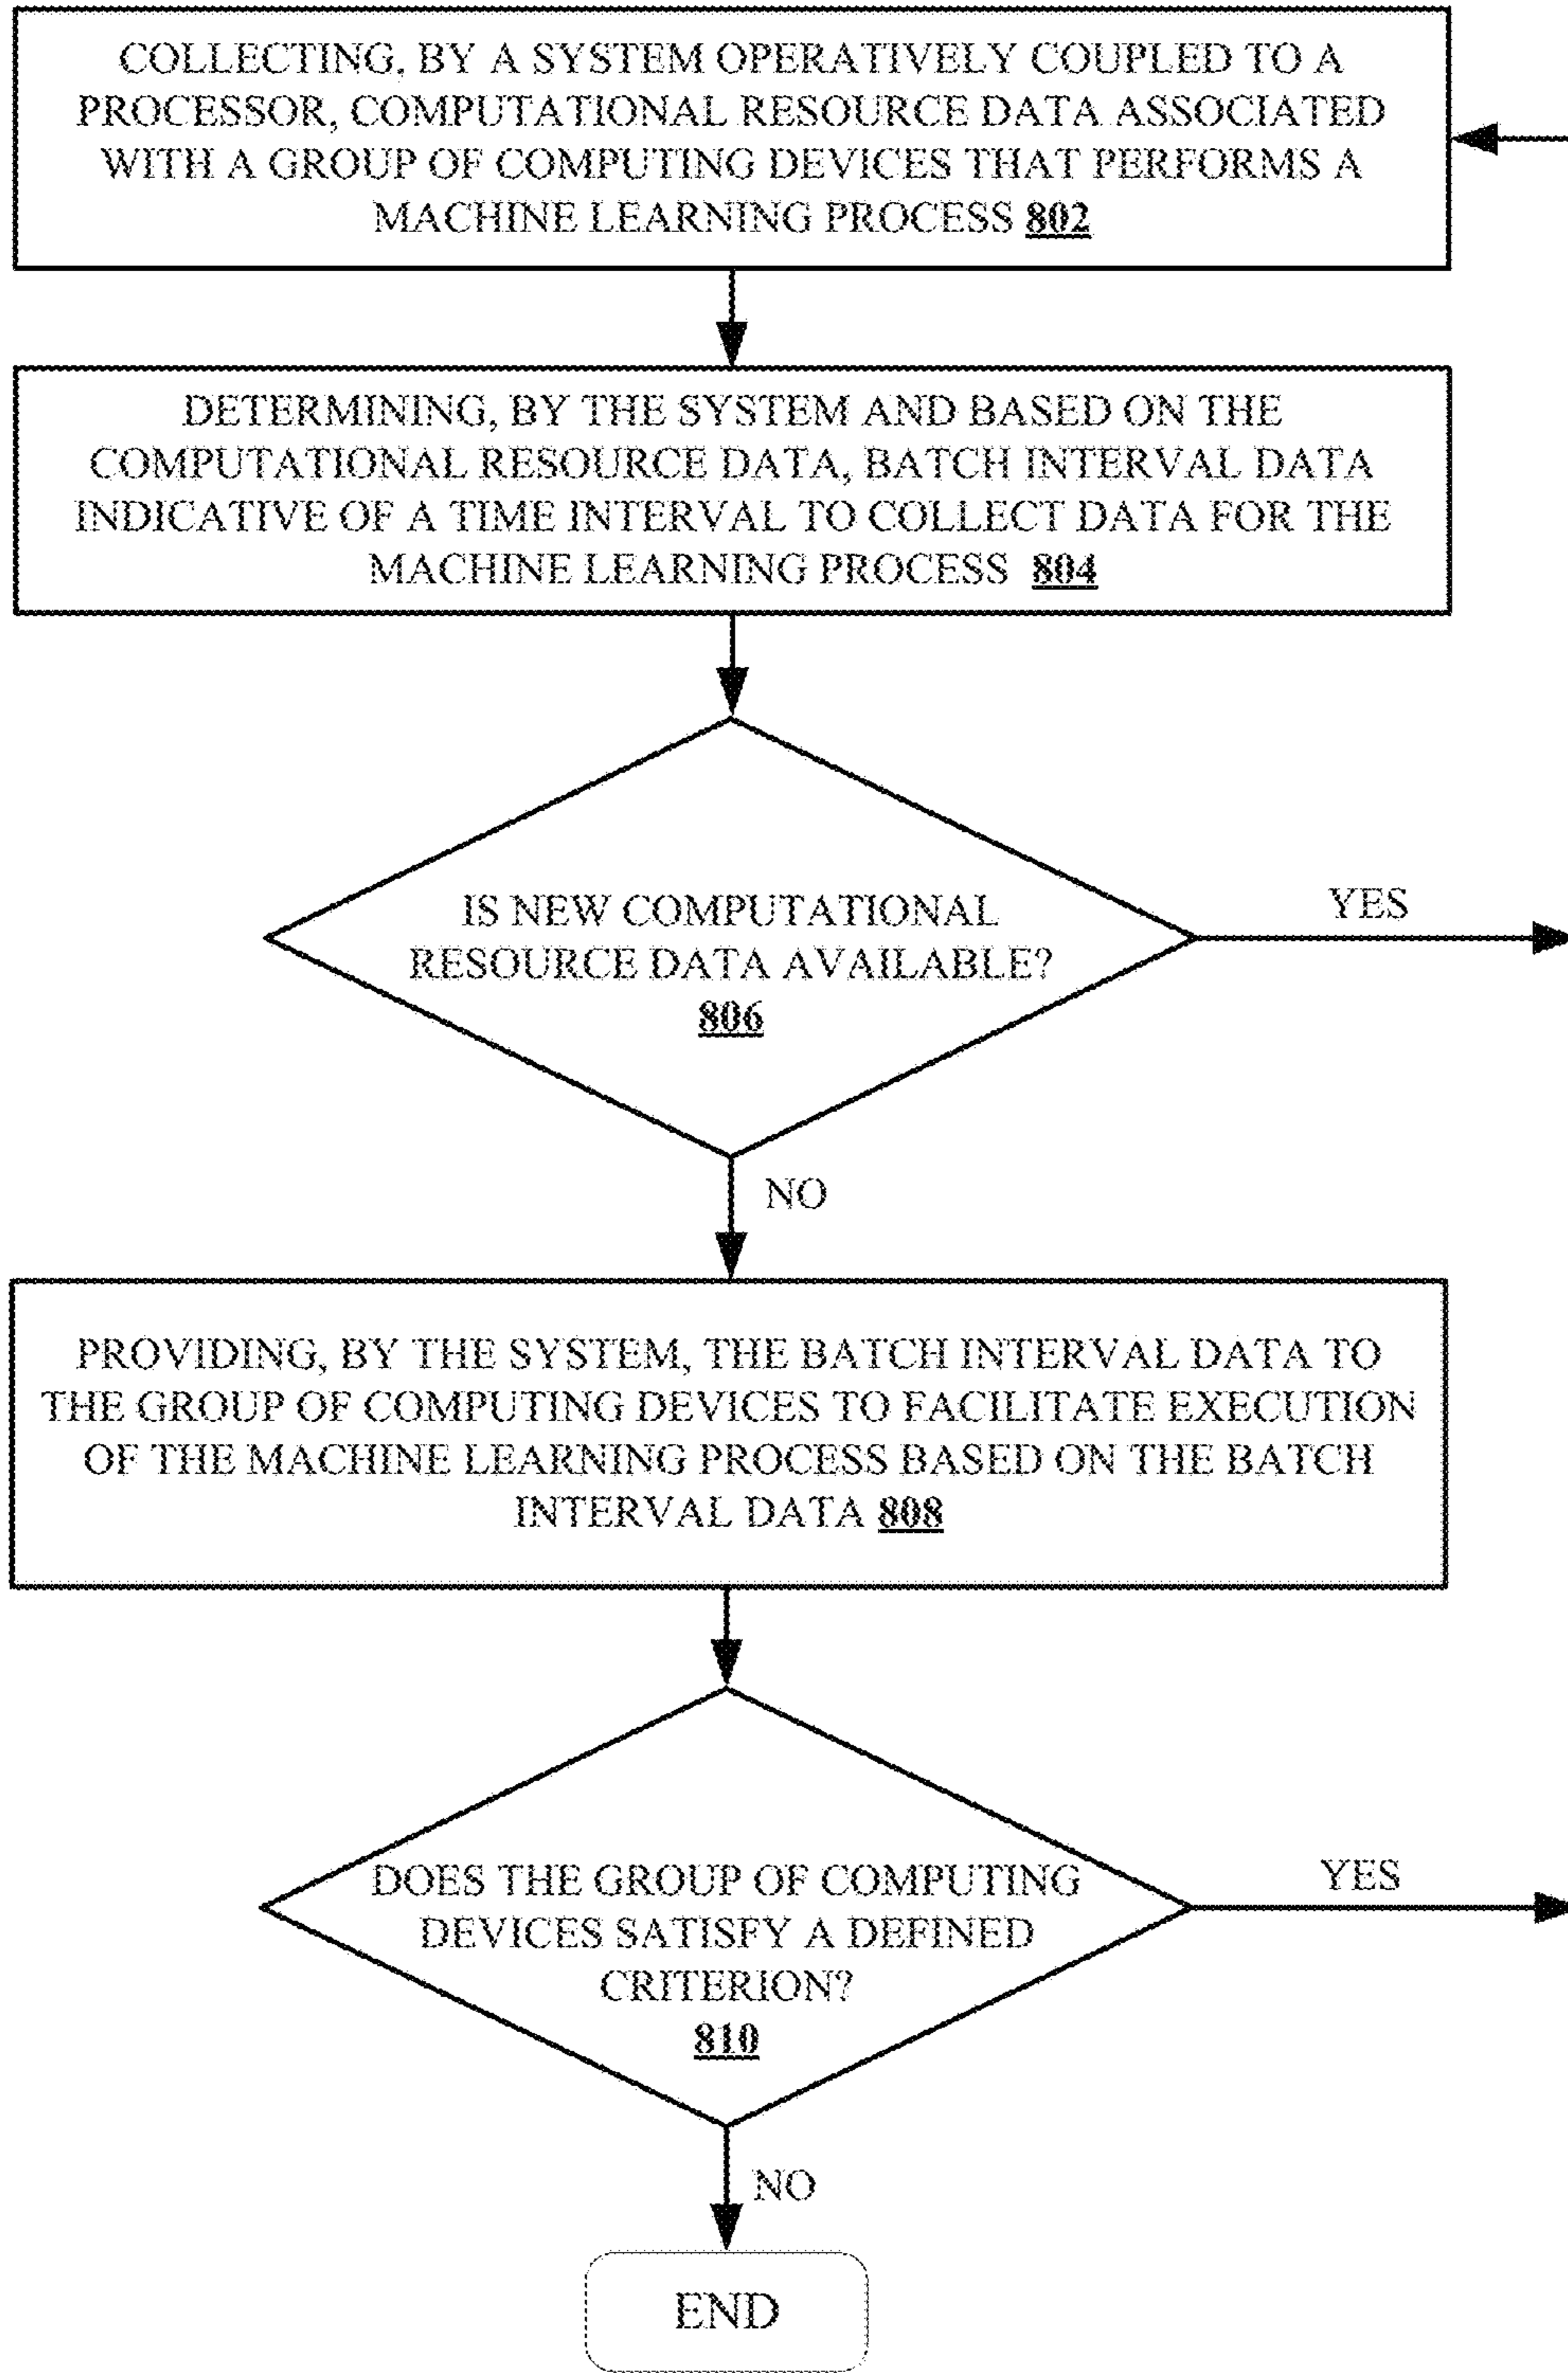 COLLECTING, BY A SYSTEM OPERATIVELY COUPLED TO A
PROCESSOR, COMPUTATIONAL RESOURCE DATA ASSOCIATED
WITH A GROUP OF COMPUTING DEVICES THAT PERFORMS A
MACHINE LEARNING PROCESS 802
DETERMINING, BY THE SYSTEM AND BASED ON THE
COMPUTATIONAL RESOURCE DATA, BATCH INTERVAL DATA
INDICATIVE OF A TIME INTERVAL TO COLLECT DATA FOR THE
MACHINE LEARNING PROCESS 804
IS NEW COMPUTATIONAL
RESOURCE DATA AVAILABLE?
806
YES
NO
PROVIDING, BY THE SYSTEM, THE BATCH INTERVAL DATA TO
THE GROUP OF COMPUTING DEVICES TO FACILITATE EXECUTION
OF THE MACHINE LEARNING PROCESS BASED ON THE BATCH
INTERVAL DATA 808
DOES THE GROUP OF COMPUTING
DEVICES SATISFY A DEFINED
CRITERION?
810
YES
NO
END